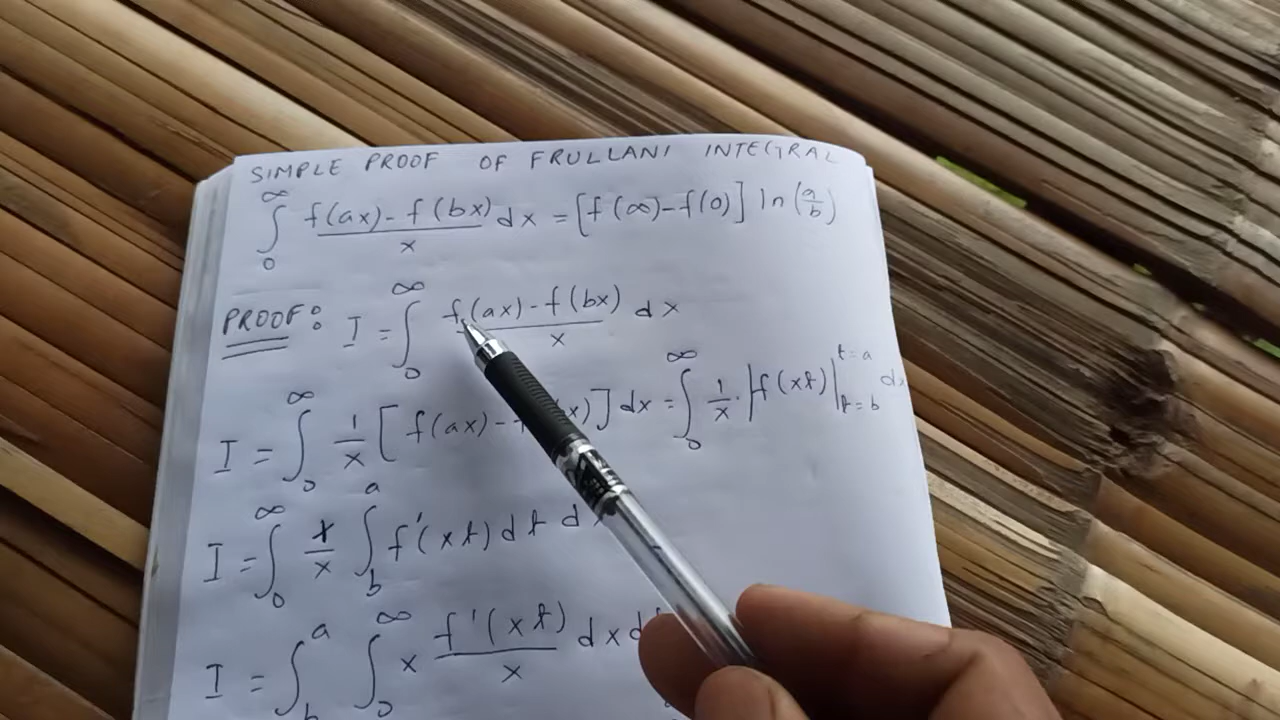 SIMPLE PROOF OF FRULLANI INTEGRAL
∫₀^∞ f(ax)-f(bx)/x dx = [f(∞)-f(0)] ln(a/b)
PROOF: I = ∫₀^∞ f(ax)-f(bx)/x dx
I = ∫₀^∞ 1/x [f(ax)- x)]dx = ∫₀^∞ 1/x · |f(xt)|_{t=b}^{t=a} dx
I = ∫₀^∞ x/x ∫_b^a f'(xt)dt d
I = ∫_b^a ∫₀^∞ x f'(xt)/x dx d